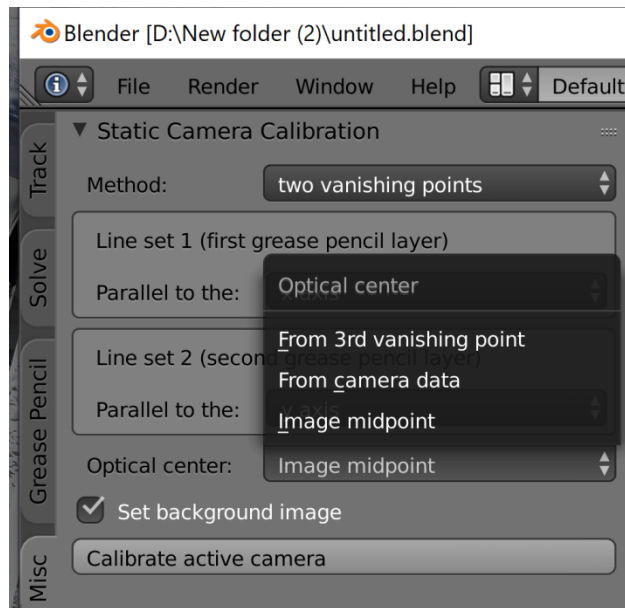 Blender [D:\New folder (2)\untitled.blend]
File Render Window Help Default
Static Camera Calibration
Method: two vanishing points
Line set 1 (first grease pencil layer)
Parallel to the: x axis
Optical center
From 3rd vanishing point
From camera data
Image midpoint
Line set 2 (second grease pencil layer)
Parallel to the: y axis
Optical center: Image midpoint
Set background image
Calibrate active camera
Track
Solve
Grease Pencil
Misc